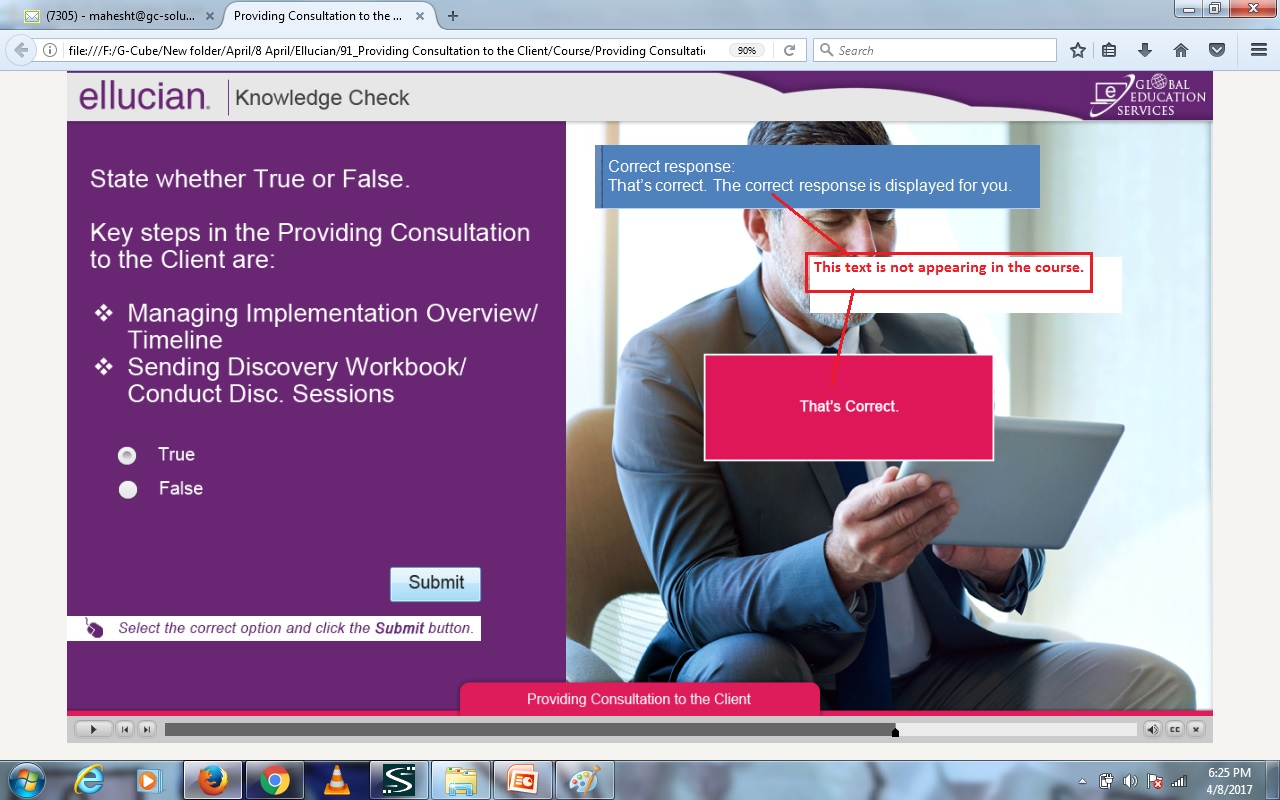 (7305) - mahesht@gc-solu...
Providing Consultation to the ...
file:///F:/G-Cube/New folder/April/8 April/Ellucian/91_Providing Consultation to the Client/Course/Providing Consultati
90%
Search
ellucian.
Knowledge Check
GLOBAL
EDUCATION
SERVICES
State whether True or False.
Key steps in the Providing Consultation
to the Client are:
❖ Managing Implementation Overview/
Timeline
❖ Sending Discovery Workbook/
Conduct Disc. Sessions
True
False
Submit
Select the correct option and click the Submit button.
Correct response:
That's correct. The correct response is displayed for you.
This text is not appearing in the course.
That's Correct.
Providing Consultation to the Client
CC
6:25 PM
4/8/2017